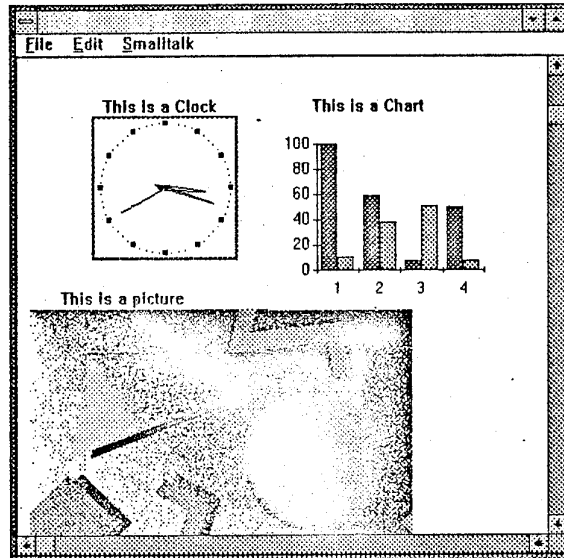 File Edit Smalltalk
This is a Clock
This is a Chart
100
80
60
40
20
0
1 2 3 4
This is a picture